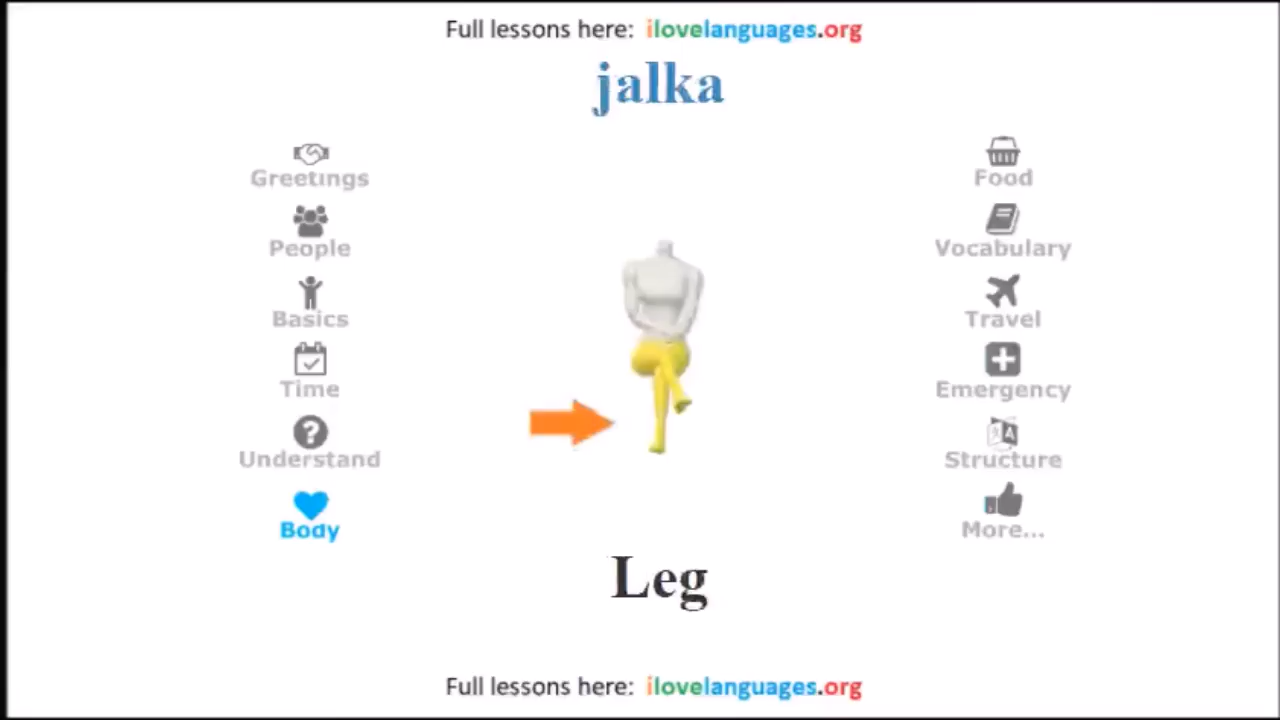 Full lessons here: ilovelanguages.org
jalka
Greetings
Food
People
Vocabulary
Basics
Travel
Time
Emergency
Understand
Structure
Body
More...
Leg
Full lessons here: ilovelanguages.org